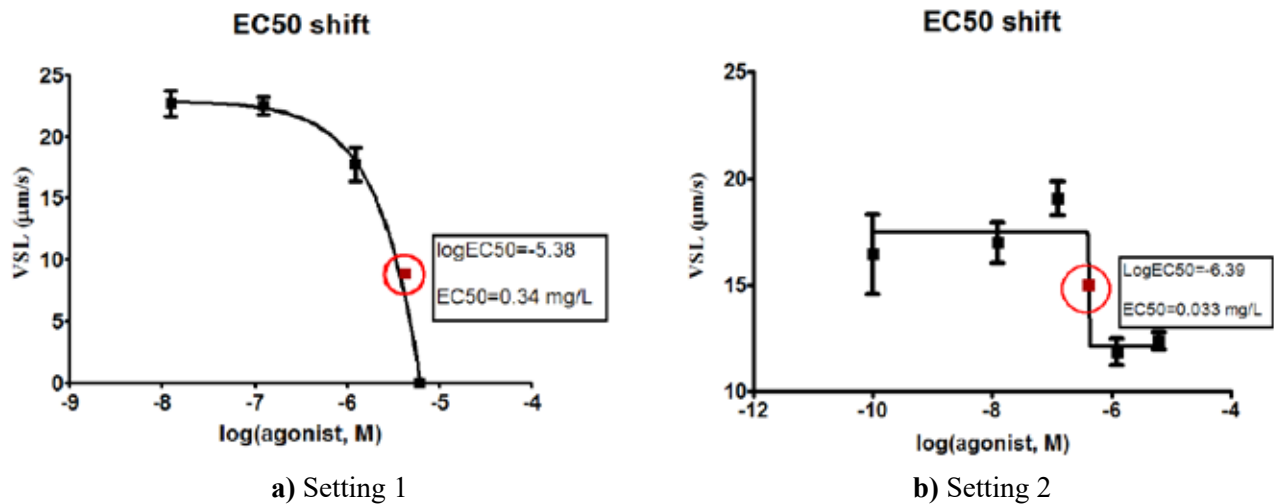 EC50 shift
25
20
15
10
5
0
VSL (µm/s)
-9 -8 -7 -6 -5 -4
log(agonist, M)
logEC50=-5.38
EC50=0.34 mg/L
a) Setting 1
EC50 shift
25
20
15
10
VSL (µm/s)
-12 -10 -8 -6 -4
log(agonist, M)
LogEC50=-6.39
EC50=0.033 mg/L
b) Setting 2